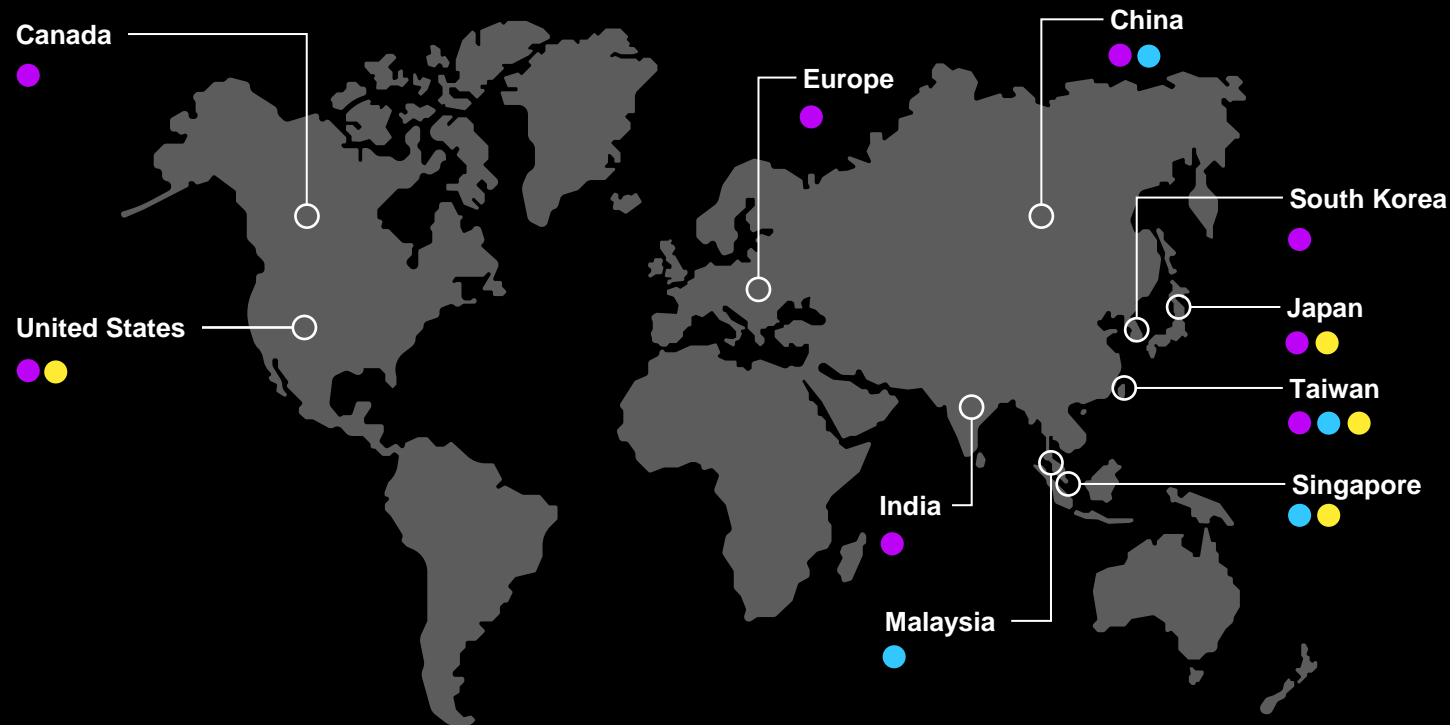 Canada
China
Europe
South Korea
Japan
United States
Taiwan
Singapore
India
Malaysia